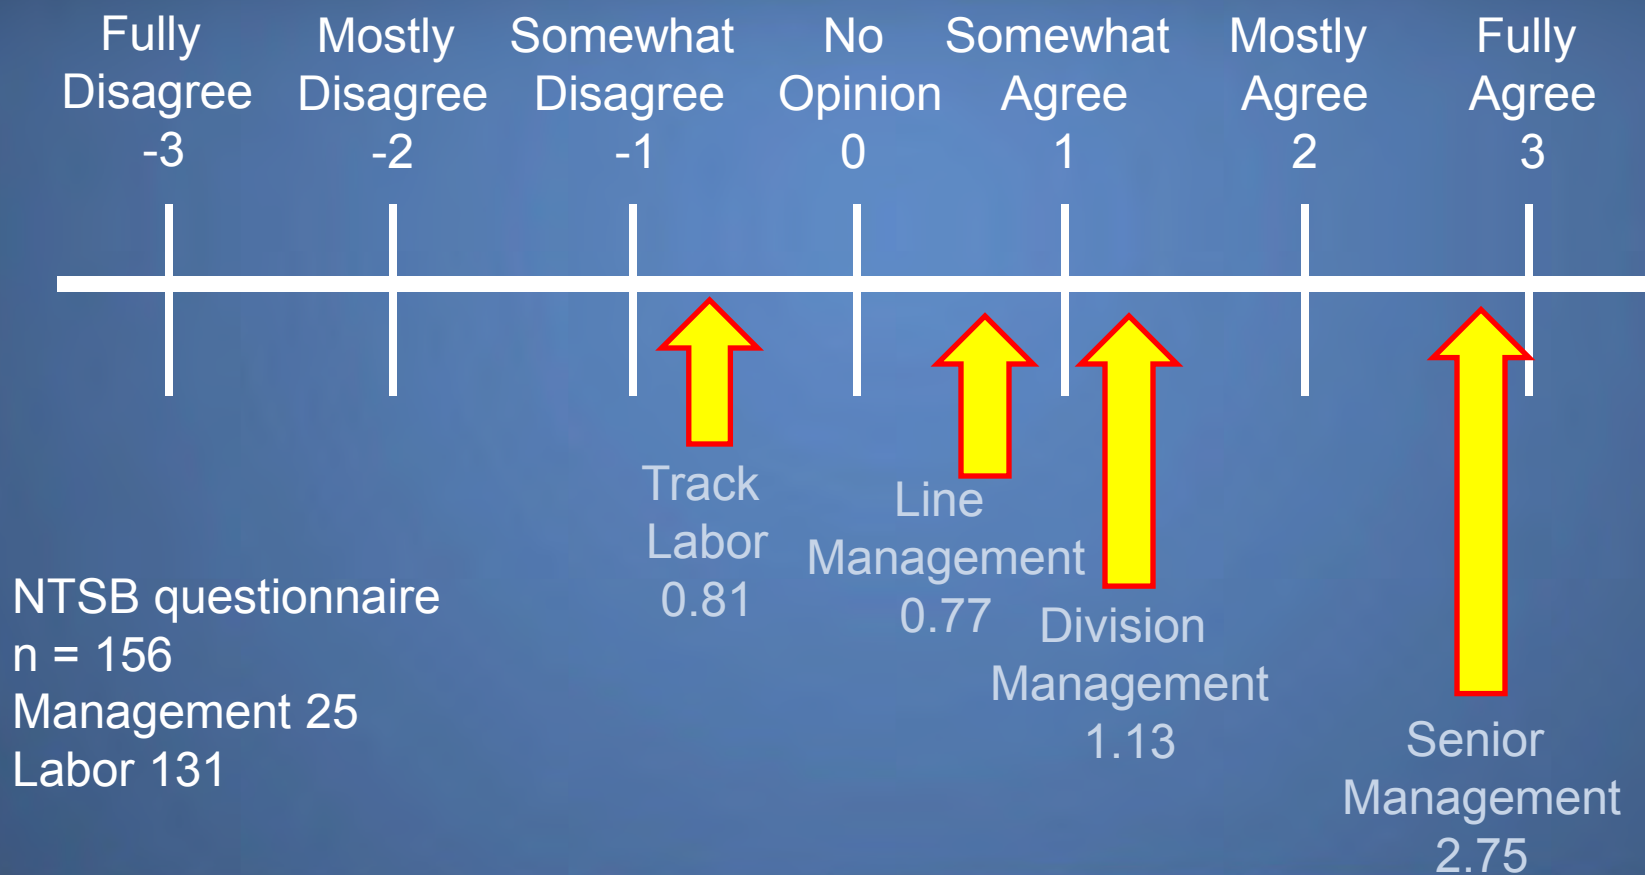 Fully
Disagree
-3
Mostly
Disagree
-2
Somewhat
Disagree
-1
No
Opinion
0
Somewhat
Agree
1
Mostly
Agree
2
Fully
Agree
3
Track
Labor
0.81
Line
Management
0.77
Division
Management
1.13
Senior
Management
2.75
NTSB questionnaire
n = 156
Management 25
Labor 131